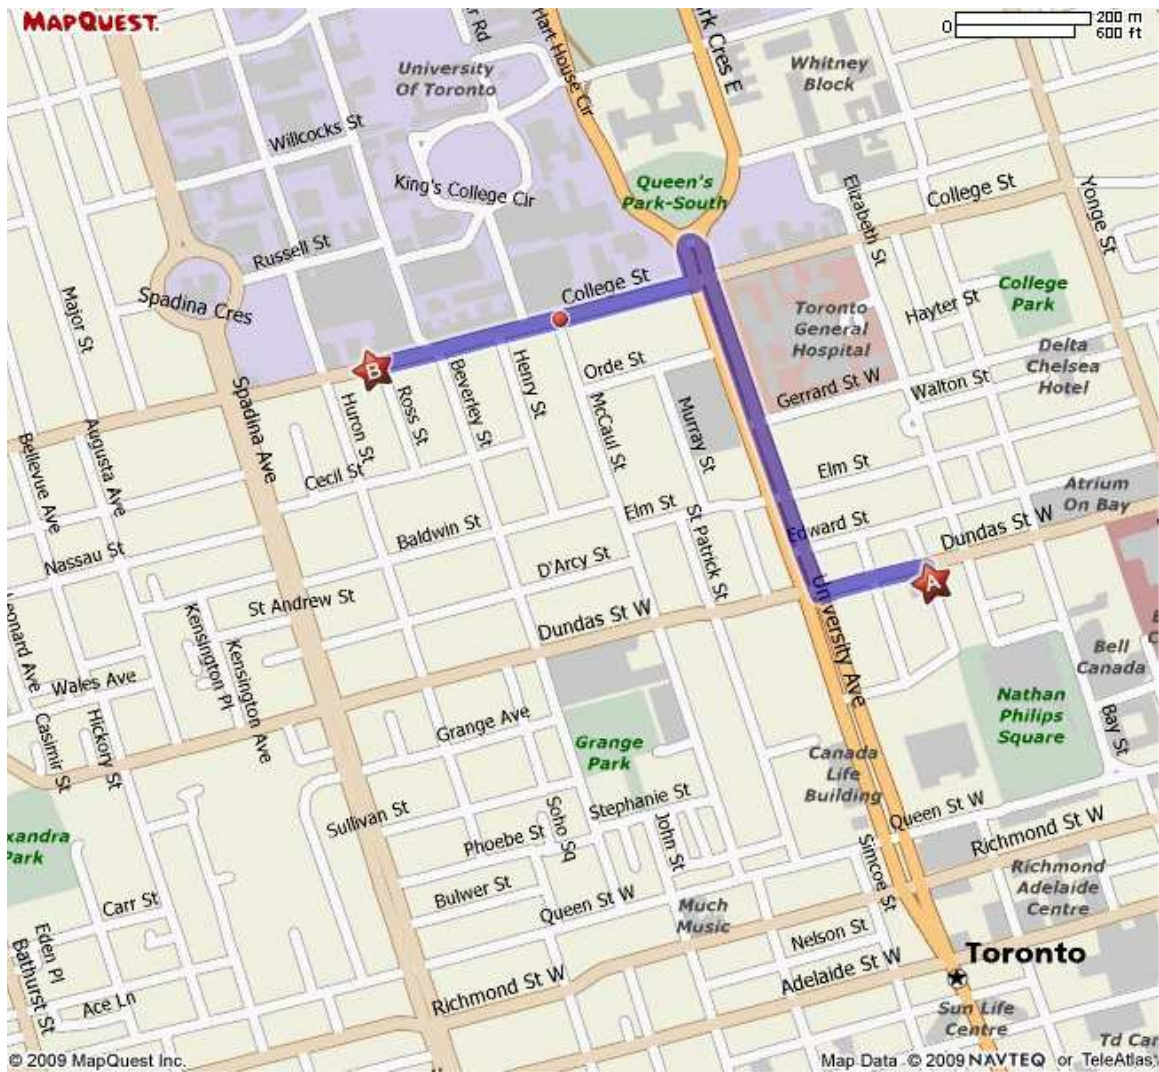 MAPQUEST.
0
200 m
600 ft
Hart House Cir
rk Cres E
Whitney
Block
University
Of Toronto
Willcocks St
King's College Cir
Queen's
Park-South
Elizabeth St
College St
Yonge St
Russell St
Spadina Cres
Major St
College St
College
Park
Hayter St
Toronto
General
Hospital
Delta
Chelsea
Hotel
Orde St
Gerrard St W
Walton St
B
Spadina Ave
Huron St
Ross St
Beverley St
Henry St
McCaul St
Murray St
Bellevue Ave
Augusta Ave
Cecil St
Elm St
Atrium
On Bay
Nassau St
Baldwin St
Elm St
St Patrick St
Edward St
Dundas St W
D'Arcy St
A
St Andrew St
Dundas St W
University Ave
eonard Ave
Kensington Pl
Kensington Ave
Wales Ave
Bell
Canada
Casimir St
Hickory St
Grange Ave
Grange
Park
Nathan
Philips
Square
Bay St
Canada
Life
Building
Sullivan St
Soho Sq
Stephanie St
John St
Phoebe St
Queen St W
Richmond St W
xandra
Park
Simcoe St
Bulwer St
Queen St W
Much
Music
Richmond
Adelaide
Centre
Carr St
Eden Pl
Bathurst St
Nelson St
Adelaide St W
Toronto
Ace Ln
Richmond St W
Sun Life
Centre
Td Can
© 2009 MapQuest Inc.
Map Data © 2009 NAVTEQ or TeleAtlas